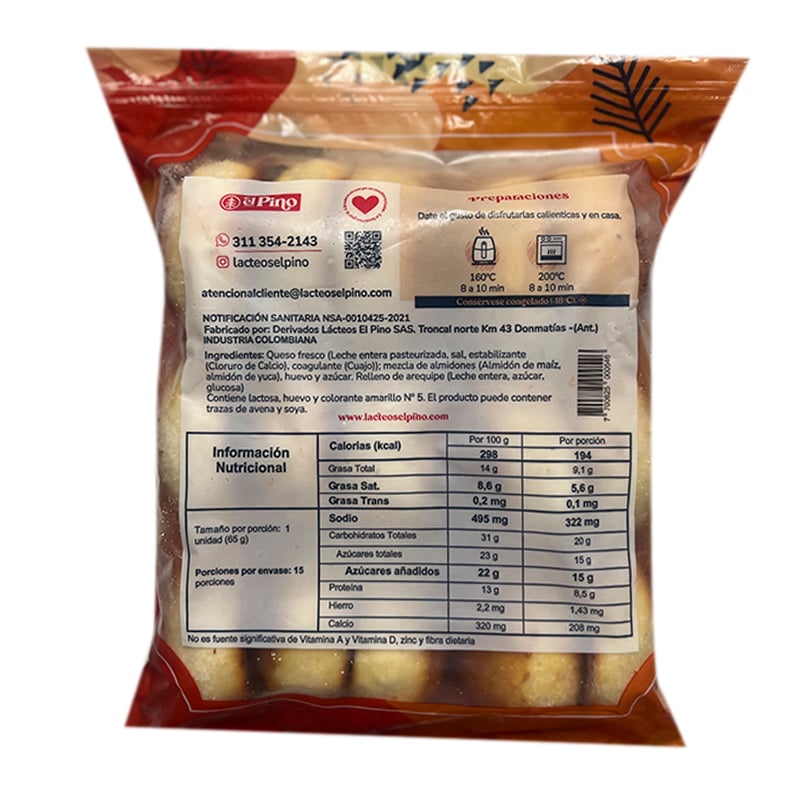 el Pino
311 354-2143
lacteoselpino
atencionalcliente@lacteoselpino.com
Preparaciones
Date el gusto de disfrutarlas calienticas y en casa.
160°C
8 a 10 min
200°C
8 a 10 min
Consérvese congelado (-18°C)
NOTIFICACIÓN SANITARIA NSA-0010425-2021
Fabricado por: Derivados Lácteos El Pino SAS. Troncal norte Km 43 Donmatías -(Ant.)
INDUSTRIA COLOMBIANA
Ingredientes: Queso fresco (Leche entera pasteurizada, sal, estabilizante
(Cloruro de Calcio), coagulante (Cuajo)); mezcla de almidones (Almidón de maíz,
almidón de yuca), huevo y azúcar. Relleno de arequipe (Leche entera, azúcar,
glucosa)
Contiene lactosa, huevo y colorante amarillo N° 5. El producto puede contener
trazas de avena y soya.
www.lacteoselpino.com
7 700825 000646
Información
Nutricional
Tamaño por porción: 1
unidad (65 g)
Porciones por envase: 15
porciones
Por 100 g Por porción
Calorías (kcal) 298 194
Grasa Total 14 g 9,1 g
Grasa Sat. 8,6 g 5,6 g
Grasa Trans 0,2 mg 0,1 mg
Sodio 495 mg 322 mg
Carbohidratos Totales 31 g 20 g
Azúcares totales 23 g 15 g
Azúcares añadidos 22 g 15 g
Proteína 13 g 8,5 g
Hierro 2,2 mg 1,43 mg
Calcio 320 mg 208 mg
No es fuente significativa de Vitamina A y Vitamina D, zinc y fibra dietaria